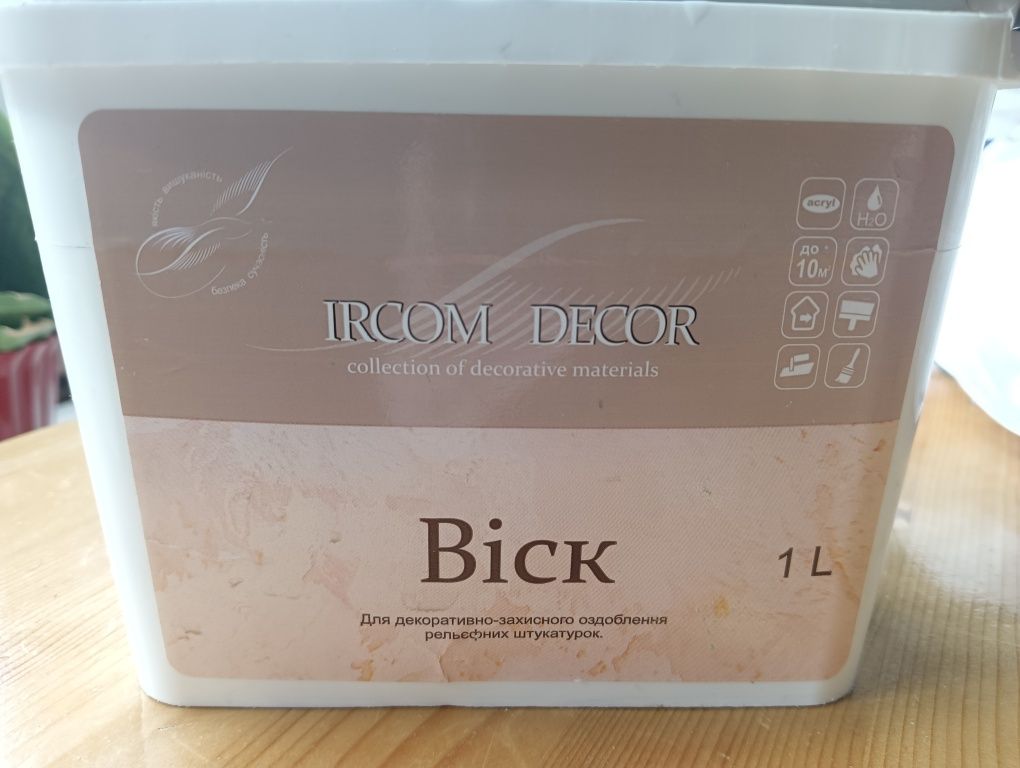 якість вишуканість
безпека сучасність
acryl
H₂O
до
10м²
IRCOM DECOR
collection of decorative materials
Віск
1 L
Для декоративно-захисного оздоблення
рельєфних штукатурок.